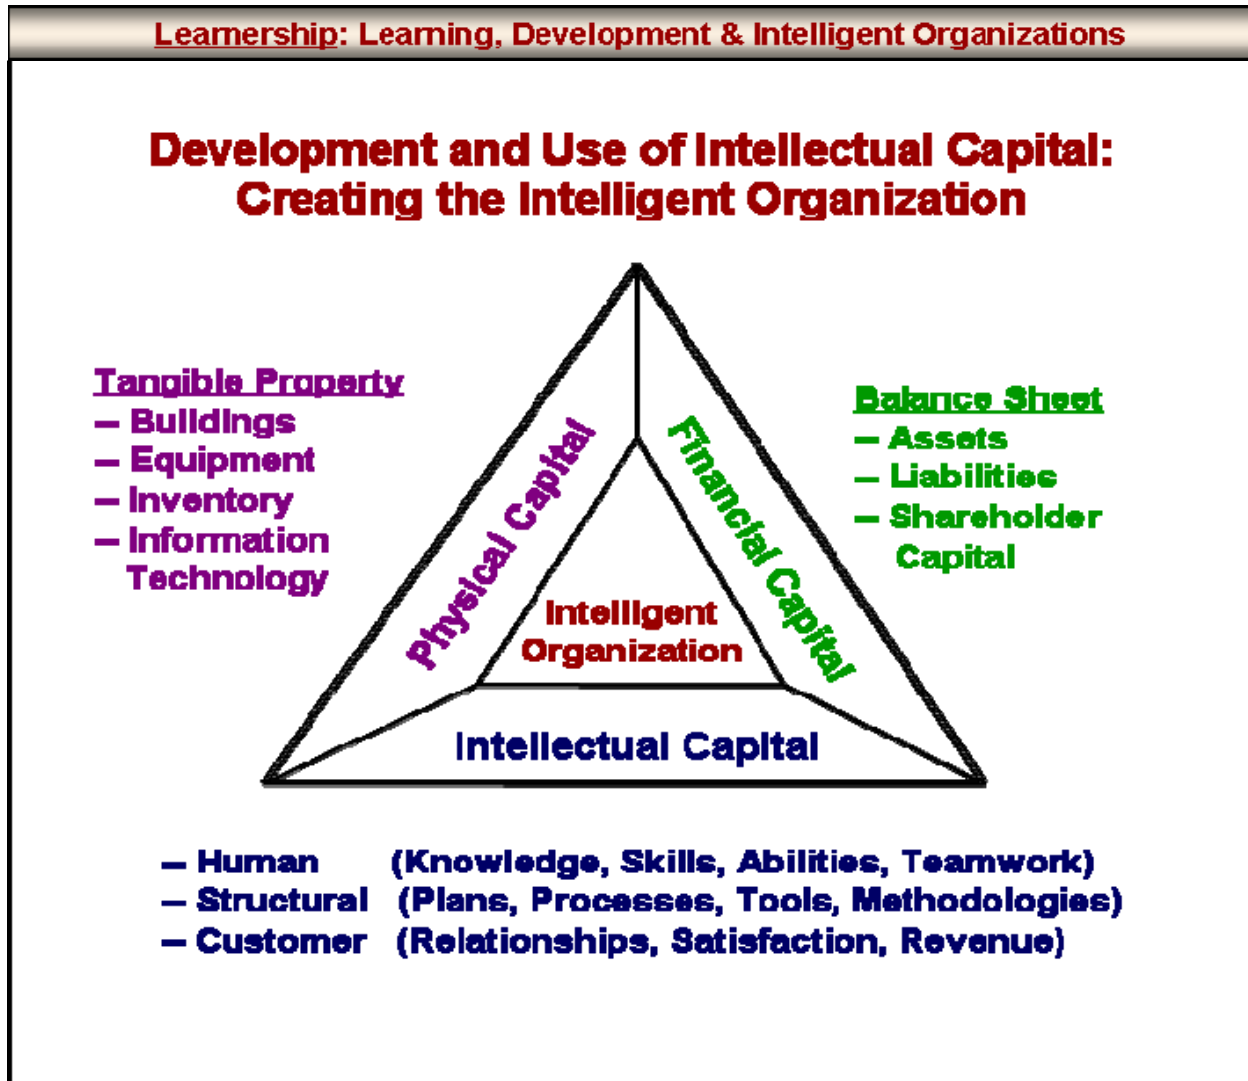 Learnership: Learning, Development & Intelligent Organizations
Development and Use of Intellectual Capital:
Creating the Intelligent Organization
Tangible Property
– Buildings
– Equipment
– Inventory
– Information
Technology
Physical Capital
Financial Capital
Balance Sheet
– Assets
– Liabilities
– Shareholder
Capital
Intelligent
Organization
Intellectual Capital
– Human (Knowledge, Skills, Abilities, Teamwork)
– Structural (Plans, Processes, Tools, Methodologies)
– Customer (Relationships, Satisfaction, Revenue)